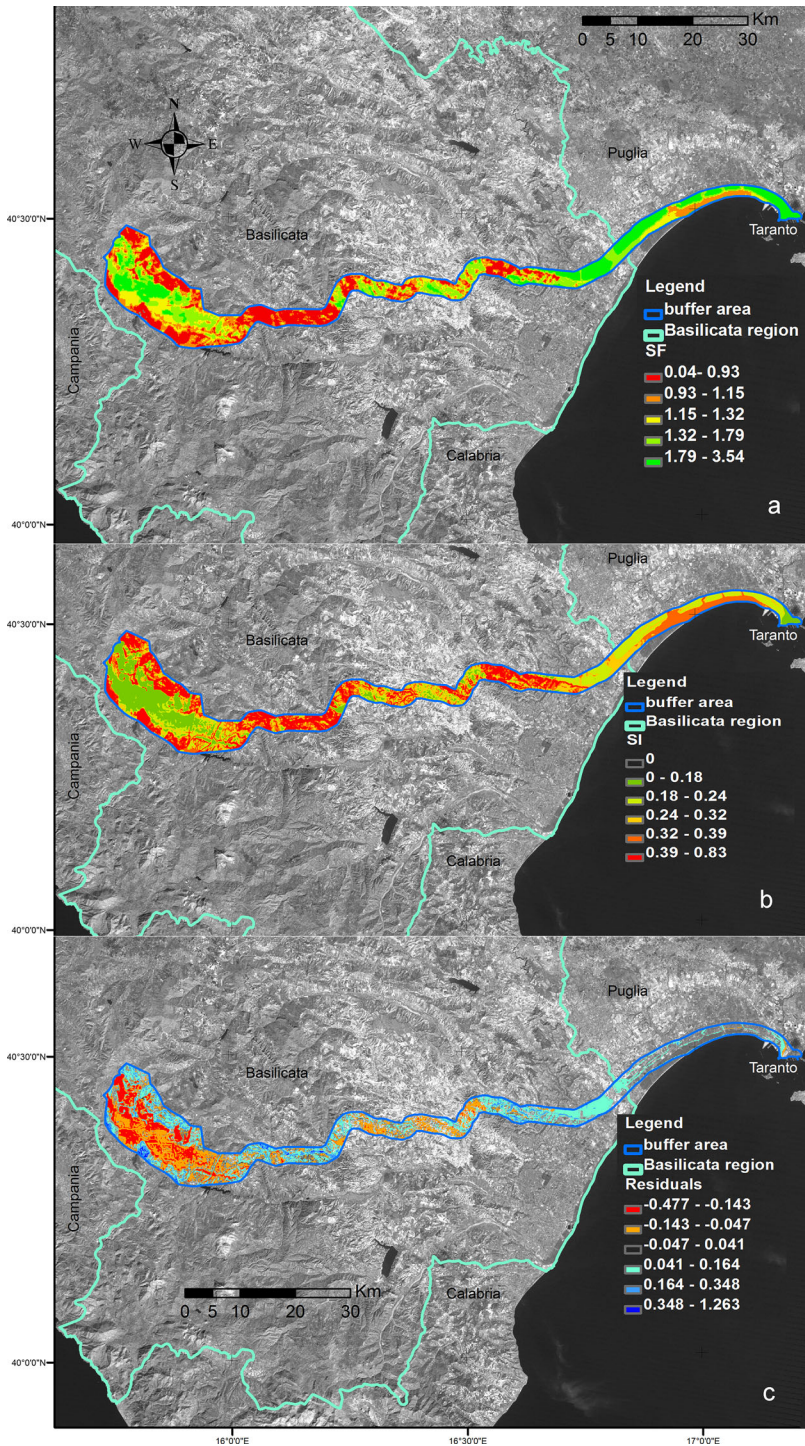 Km
0 5 10 20 30
N
W E
S
Puglia
40°30'0"N
Basilicata
Taranto
Legend
buffer area
Basilicata region
SF
0.04- 0.93
0.93 - 1.15
1.15 - 1.32
1.32 - 1.79
1.79 - 3.54
Campania
Calabria
a
40°0'0"N
Puglia
40°30'0"N
Basilicata
Taranto
Legend
buffer area
Basilicata region
SI
0
0 - 0.18
0.18 - 0.24
0.24 - 0.32
0.32 - 0.39
0.39 - 0.83
Campania
Calabria
b
40°0'0"N
Puglia
40°30'0"N
Basilicata
Taranto
Legend
buffer area
Basilicata region
Residuals
-0.477 - -0.143
-0.143 - -0.047
-0.047 - 0.041
0.041 - 0.164
0.164 - 0.348
0.348 - 1.263
Campania
Km
0 5 10 20 30
Calabria
40°0'0"N
c
16°0'0"E 16°30'0"E 17°0'0"E